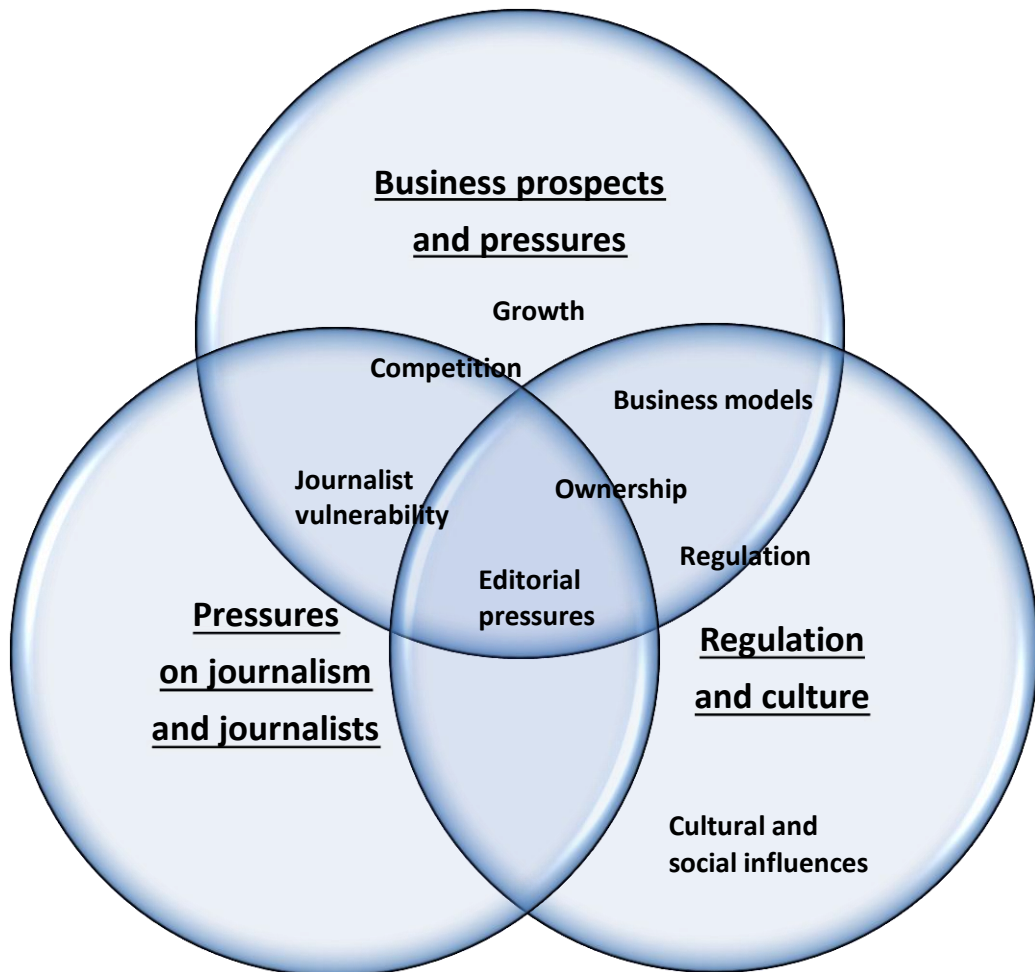 Business prospects
and pressures
Growth
Competition
Business models
Journalist
vulnerability
Ownership
Regulation
Editorial
pressures
Pressures
on journalism
and journalists
Regulation
and culture
Cultural and
social influences